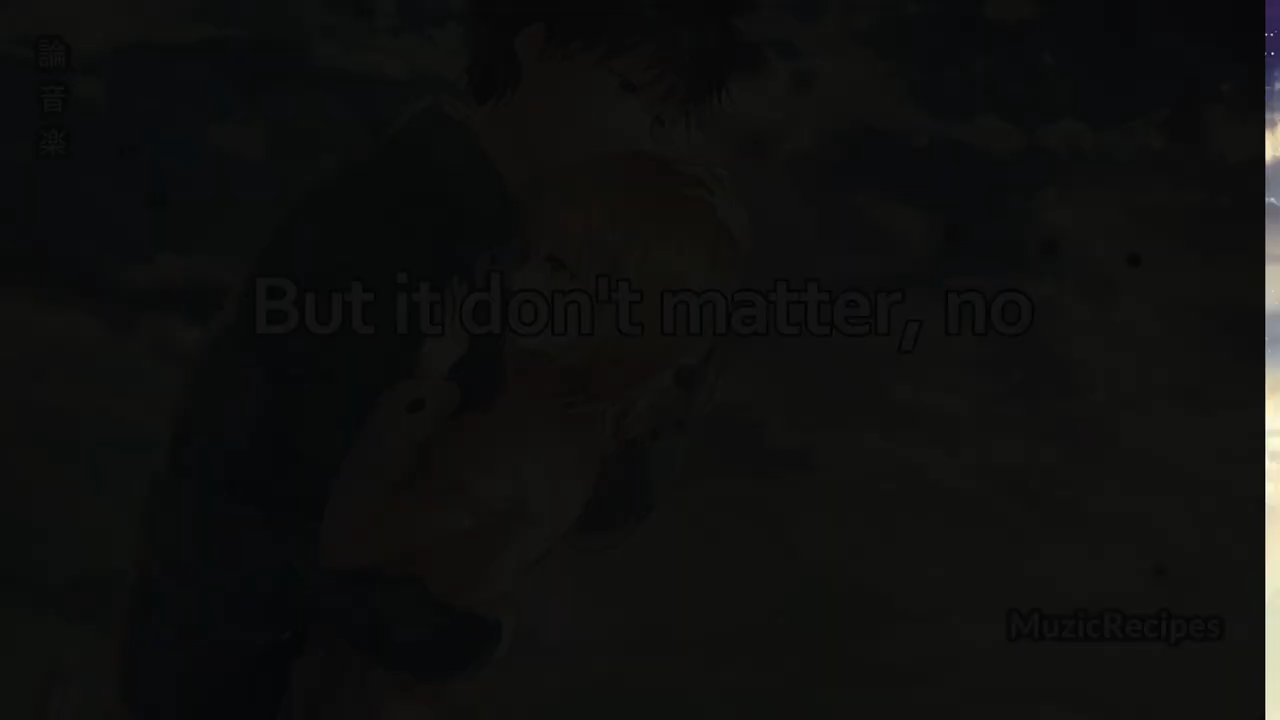 論
音
楽
But it don't matter, no
MuzicRecipes